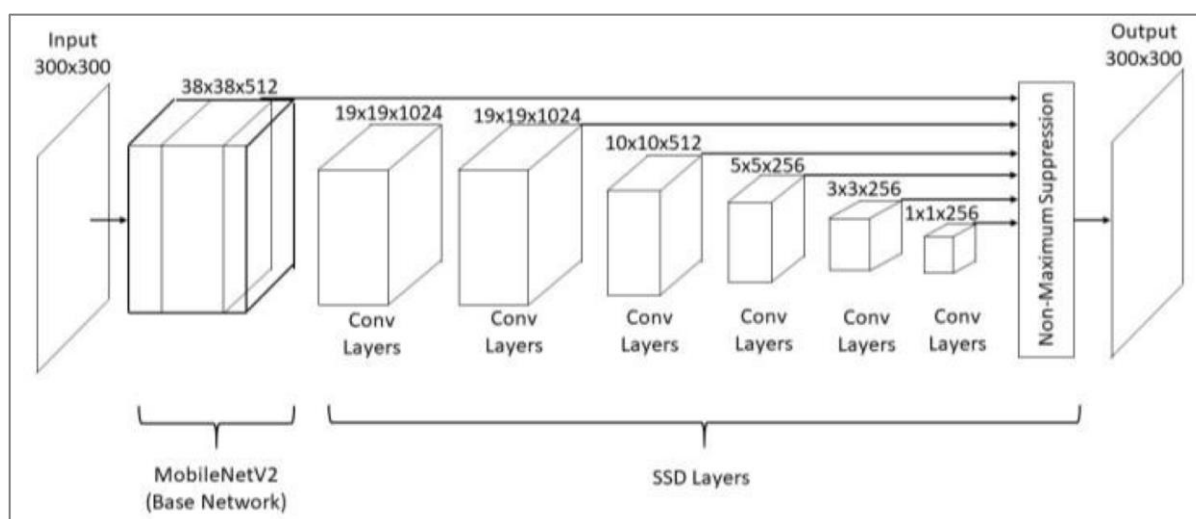 Input
300x300
38x38x512
19x19x1024
19x19x1024
10x10x512
5x5x256
3x3x256
1x1x256
Non-Maximum Suppression
Output
300x300
Conv
Layers
Conv
Layers
Conv
Layers
Conv
Layers
Conv
Layers
Conv
Layers
MobileNetV2
(Base Network)
SSD Layers